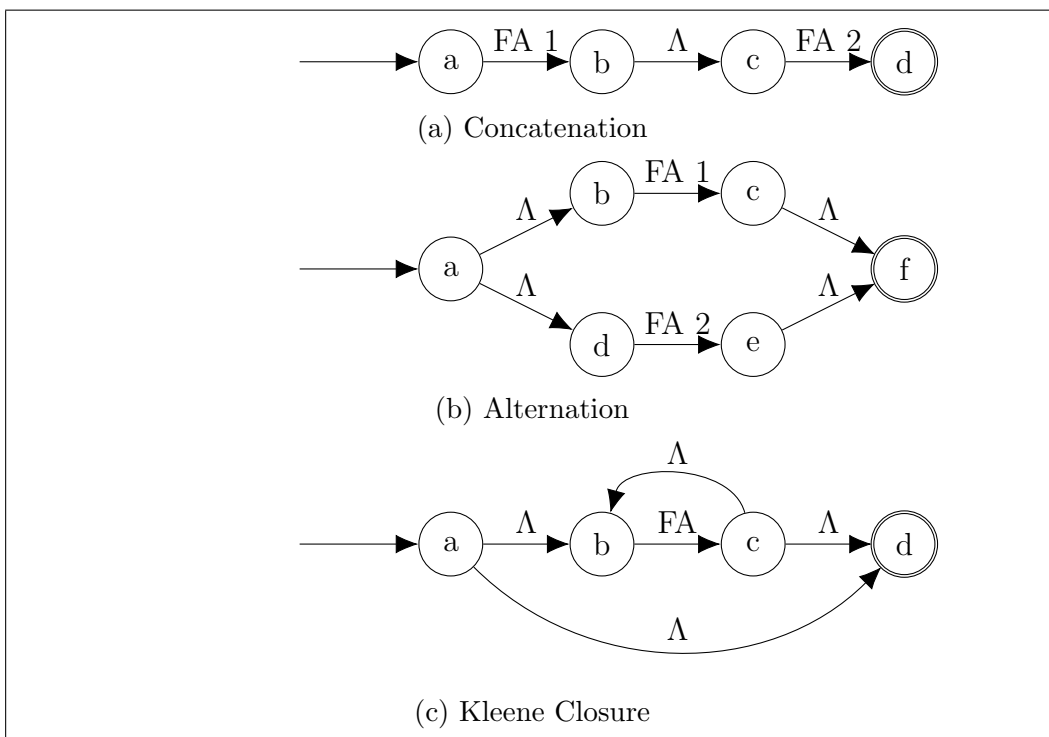 FA 1 Λ FA 2
a b c d
(a) Concatenation
FA 1
b c
Λ Λ
a f
Λ Λ
FA 2
d e
(b) Alternation
Λ
Λ FA Λ
a b c d
Λ
(c) Kleene Closure